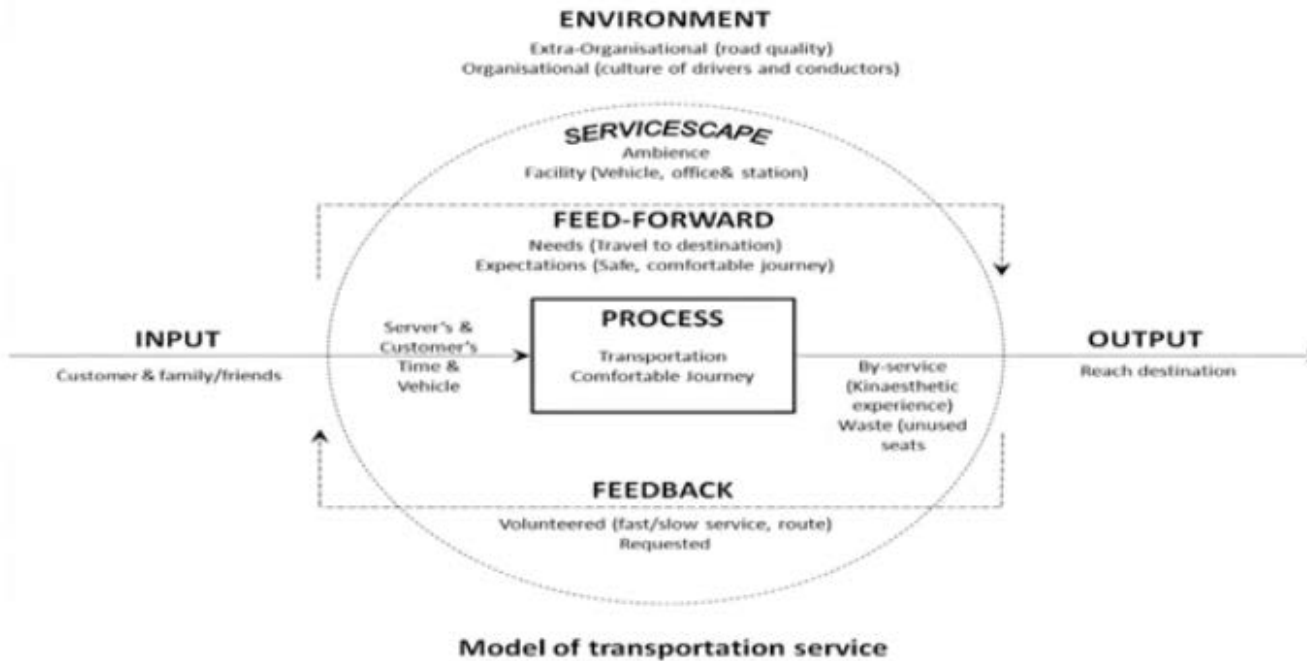 ENVIRONMENT
Extra-Organisational (road quality)
Organisational (culture of drivers and conductors)
SERVICESCAPE
Ambience
Facility (Vehicle, office& station)
FEED-FORWARD
Needs (Travel to destination)
Expectations (Safe, comfortable journey)
INPUT
Customer & family/friends
Server's &
Customer's
Time &
Vehicle
PROCESS
Transportation
Comfortable Journey
By-service
(Kinaesthetic
experience)
Waste (unused
seats
OUTPUT
Reach destination
FEEDBACK
Volunteered (fast/slow service, route)
Requested
Model of transportation service